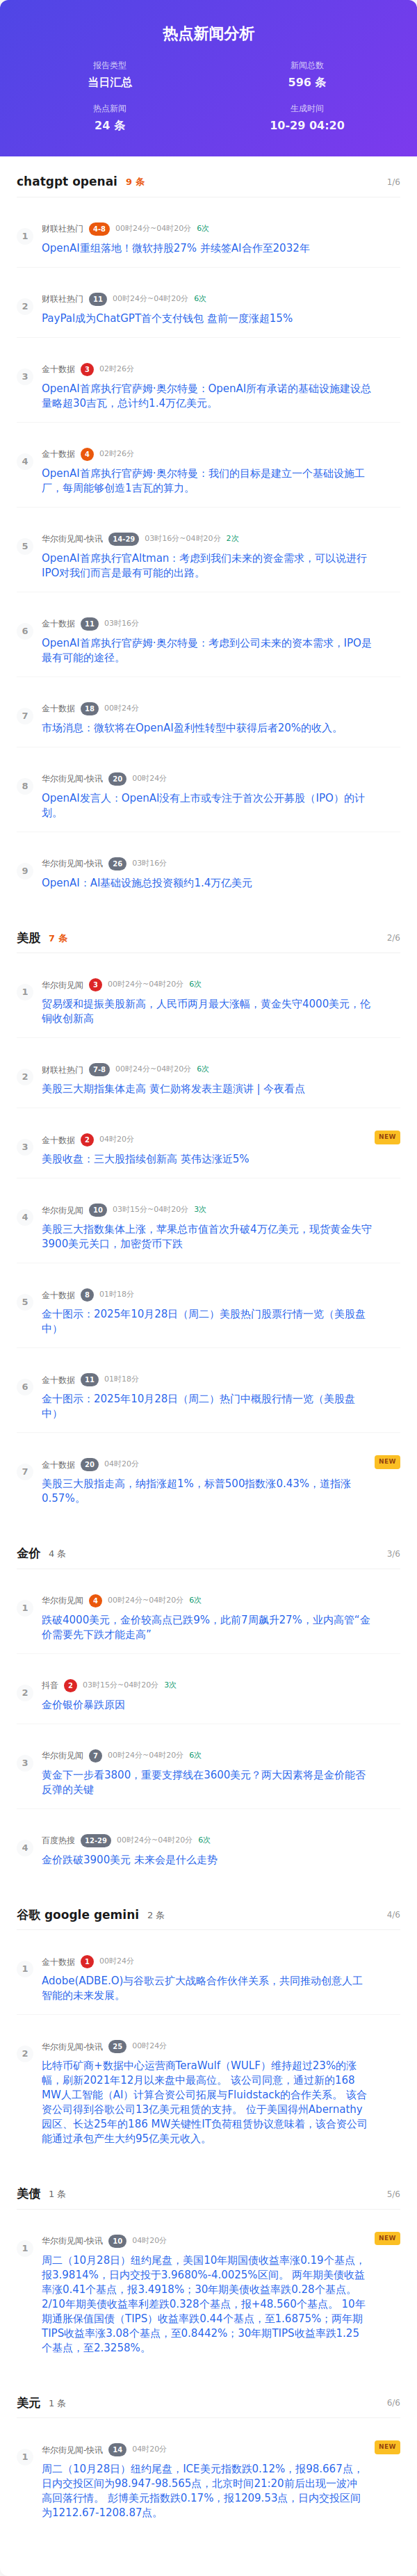 热点新闻分析
报告类型
当日汇总
新闻总数
596 条
热点新闻
24 条
生成时间
10-29 04:20
chatgpt openai 9 条 1/6
1
财联社热门 4-8 00时24分~04时20分 6次
OpenAI重组落地！微软持股27% 并续签AI合作至2032年
2
财联社热门 11 00时24分~04时20分 6次
PayPal成为ChatGPT首个支付钱包 盘前一度涨超15%
3
金十数据 3 02时26分
OpenAI首席执行官萨姆·奥尔特曼：OpenAI所有承诺的基础设施建设总
量略超30吉瓦，总计约1.4万亿美元。
4
金十数据 4 02时26分
OpenAI首席执行官萨姆·奥尔特曼：我们的目标是建立一个基础设施工
厂，每周能够创造1吉瓦的算力。
5
华尔街见闻-快讯 14-29 03时16分~04时20分 2次
OpenAI首席执行官Altman：考虑到我们未来的资金需求，可以说进行
IPO对我们而言是最有可能的出路。
6
金十数据 11 03时16分
OpenAI首席执行官萨姆·奥尔特曼：考虑到公司未来的资本需求，IPO是
最有可能的途径。
7
金十数据 18 00时24分
市场消息：微软将在OpenAI盈利性转型中获得后者20%的收入。
8
华尔街见闻-快讯 20 00时24分
OpenAI发言人：OpenAI没有上市或专注于首次公开募股（IPO）的计
划。
9
华尔街见闻-快讯 26 03时16分
OpenAI：AI基础设施总投资额约1.4万亿美元
美股 7 条 2/6
1
华尔街见闻 3 00时24分~04时20分 6次
贸易缓和提振美股新高，人民币两月最大涨幅，黄金失守4000美元，伦
铜收创新高
2
财联社热门 7-8 00时24分~04时20分 6次
美股三大期指集体走高 黄仁勋将发表主题演讲 | 今夜看点
3
金十数据 2 04时20分 NEW
美股收盘：三大股指续创新高 英伟达涨近5%
4
华尔街见闻 10 03时15分~04时20分 3次
美股三大指数集体上涨，苹果总市值首次升破4万亿美元，现货黄金失守
3900美元关口，加密货币下跌
5
金十数据 8 01时18分
金十图示：2025年10月28日（周二）美股热门股票行情一览（美股盘
中）
6
金十数据 11 01时18分
金十图示：2025年10月28日（周二）热门中概股行情一览（美股盘
中）
7
金十数据 20 04时20分 NEW
美股三大股指走高，纳指涨超1%，标普500指数涨0.43%，道指涨
0.57%。
金价 4 条 3/6
1
华尔街见闻 4 00时24分~04时20分 6次
跌破4000美元，金价较高点已跌9%，此前7周飙升27%，业内高管“金
价需要先下跌才能走高”
2
抖音 2 03时15分~04时20分 3次
金价银价暴跌原因
3
华尔街见闻 7 00时24分~04时20分 6次
黄金下一步看3800，重要支撑线在3600美元？两大因素将是金价能否
反弹的关键
4
百度热搜 12-29 00时24分~04时20分 6次
金价跌破3900美元 未来会是什么走势
谷歌 google gemini 2 条 4/6
1
金十数据 1 00时24分
Adobe(ADBE.O)与谷歌云扩大战略合作伙伴关系，共同推动创意人工
智能的未来发展。
2
华尔街见闻-快讯 25 00时24分
比特币矿商+数据中心运营商TeraWulf（WULF）维持超过23%的涨
幅，刷新2021年12月以来盘中最高位。 该公司同意，通过新的168
MW人工智能（AI）计算合资公司拓展与Fluidstack的合作关系。 该合
资公司得到谷歌公司13亿美元租赁的支持。 位于美国得州Abernathy
园区、长达25年的186 MW关键性IT负荷租赁协议意味着，该合资公司
能通过承包产生大约95亿美元收入。
美债 1 条 5/6
1
华尔街见闻-快讯 10 04时20分 NEW
周二（10月28日）纽约尾盘，美国10年期国债收益率涨0.19个基点，
报3.9814%，日内交投于3.9680%-4.0025%区间。 两年期美债收益
率涨0.41个基点，报3.4918%；30年期美债收益率跌0.28个基点。
2/10年期美债收益率利差跌0.328个基点，报+48.560个基点。 10年
期通胀保值国债（TIPS）收益率跌0.44个基点，至1.6875%；两年期
TIPS收益率涨3.08个基点，至0.8442%；30年期TIPS收益率跌1.25
个基点，至2.3258%。
美元 1 条 6/6
1
华尔街见闻-快讯 14 04时20分 NEW
周二（10月28日）纽约尾盘，ICE美元指数跌0.12%，报98.667点，
日内交投区间为98.947-98.565点，北京时间21:20前后出现一波冲
高回落行情。 彭博美元指数跌0.17%，报1209.53点，日内交投区间
为1212.67-1208.87点。